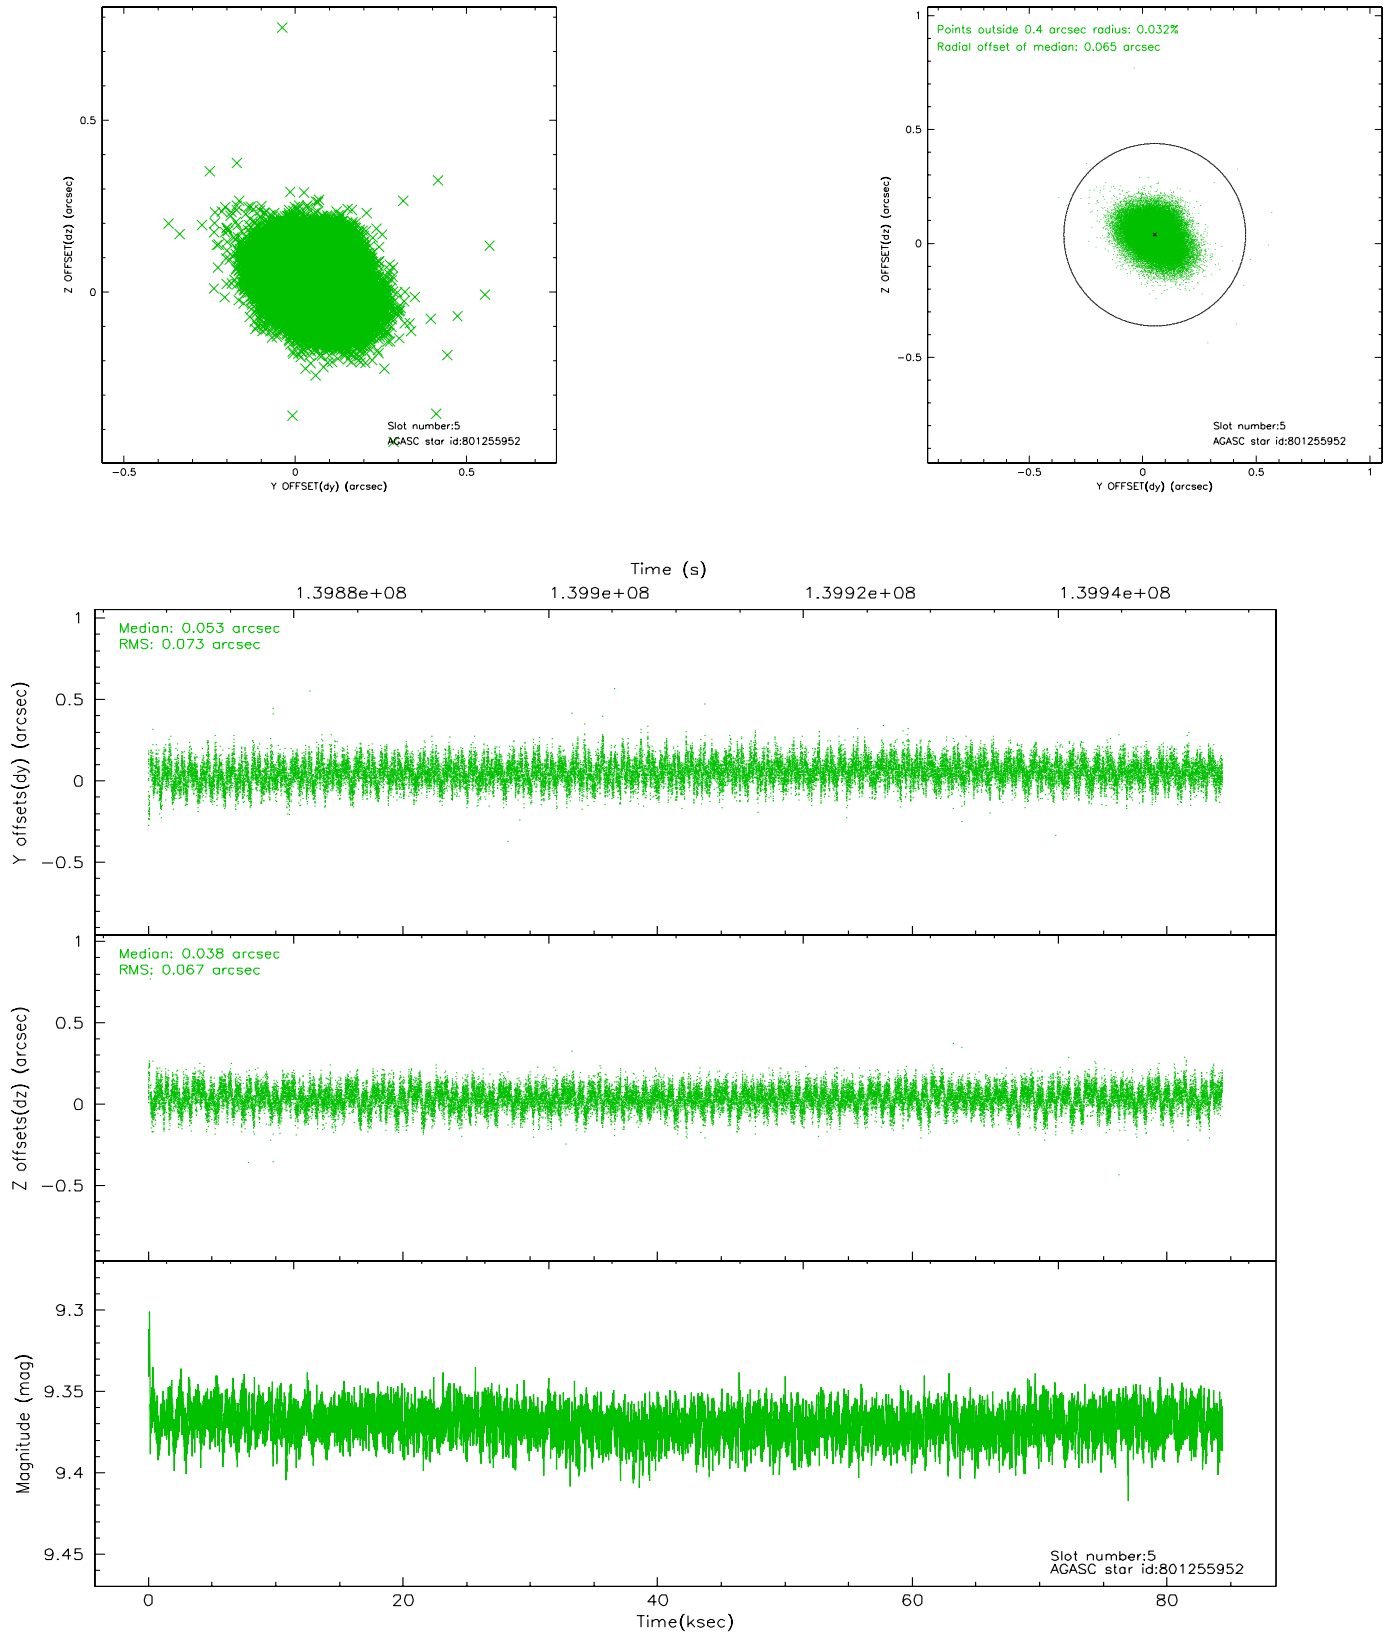 0.5
0
−0.5
0
0.5
Z OFFSET(dz) (arcsec)
Y OFFSET(dy) (arcsec)
Slot number:5
AGASC star id:801255952
Points outside 0.4 arcsec radius: 0.032%
Radial offset of median: 0.065 arcsec
1
0.5
0
−0.5
−0.5
0
0.5
1
Z OFFSET(dz) (arcsec)
Y OFFSET(dy) (arcsec)
Slot number:5
AGASC star id:801255952
Time (s)
1.3988e+08
1.399e+08
1.3992e+08
1.3994e+08
Median: 0.053 arcsec
RMS: 0.073 arcsec
1
0.5
0
−0.5
Y offsets(dy) (arcsec)
Median: 0.038 arcsec
RMS: 0.067 arcsec
1
0.5
0
−0.5
Z offsets(dz) (arcsec)
9.3
9.35
9.4
9.45
Magnitude (mag)
Slot number:5
AGASC star id:801255952
0
20
40
60
80
Time(ksec)